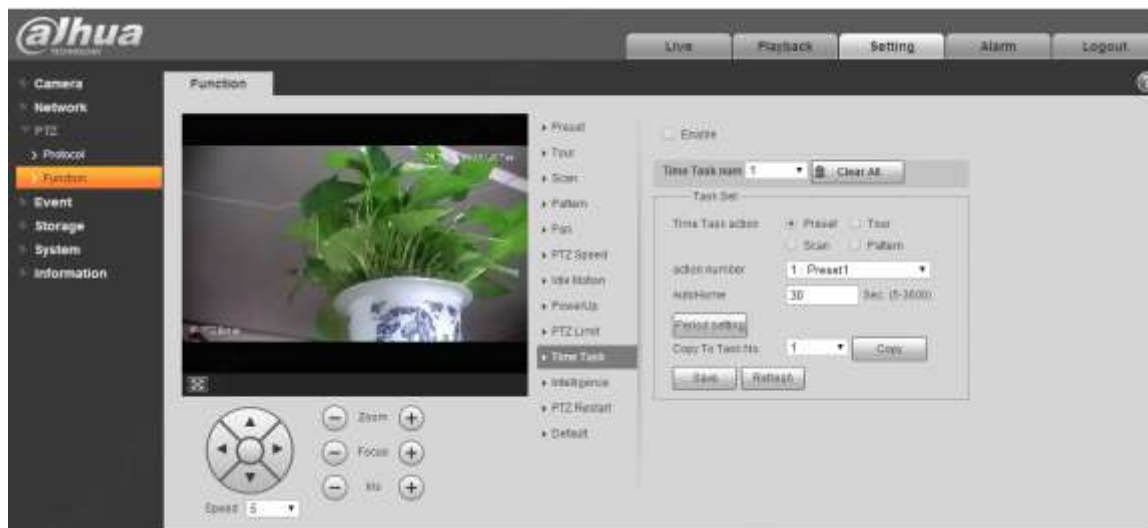 alhua
TECHNOLOGY
Live
Playback
Setting
Alarm
Logout
Camera
Network
PTZ
Protocol
Function
Event
Storage
System
Information
Function
Preset
Tour
Scan
Pattern
Pan
PTZ Speed
Idle Motion
PowerUp
PTZ Limit
Time Task
Intelligence
PTZ Restart
Default
Zoom
Focus
Iris
Speed 5
Enable
Time Task num 1 Clear All
Task Set
Time Task action Preset Tour
Scan Pattern
action number 1 : Preset1
AutoHome 30 Sec. (5-3600)
Period setting
Copy To Task No. 1 Copy
Save Refresh